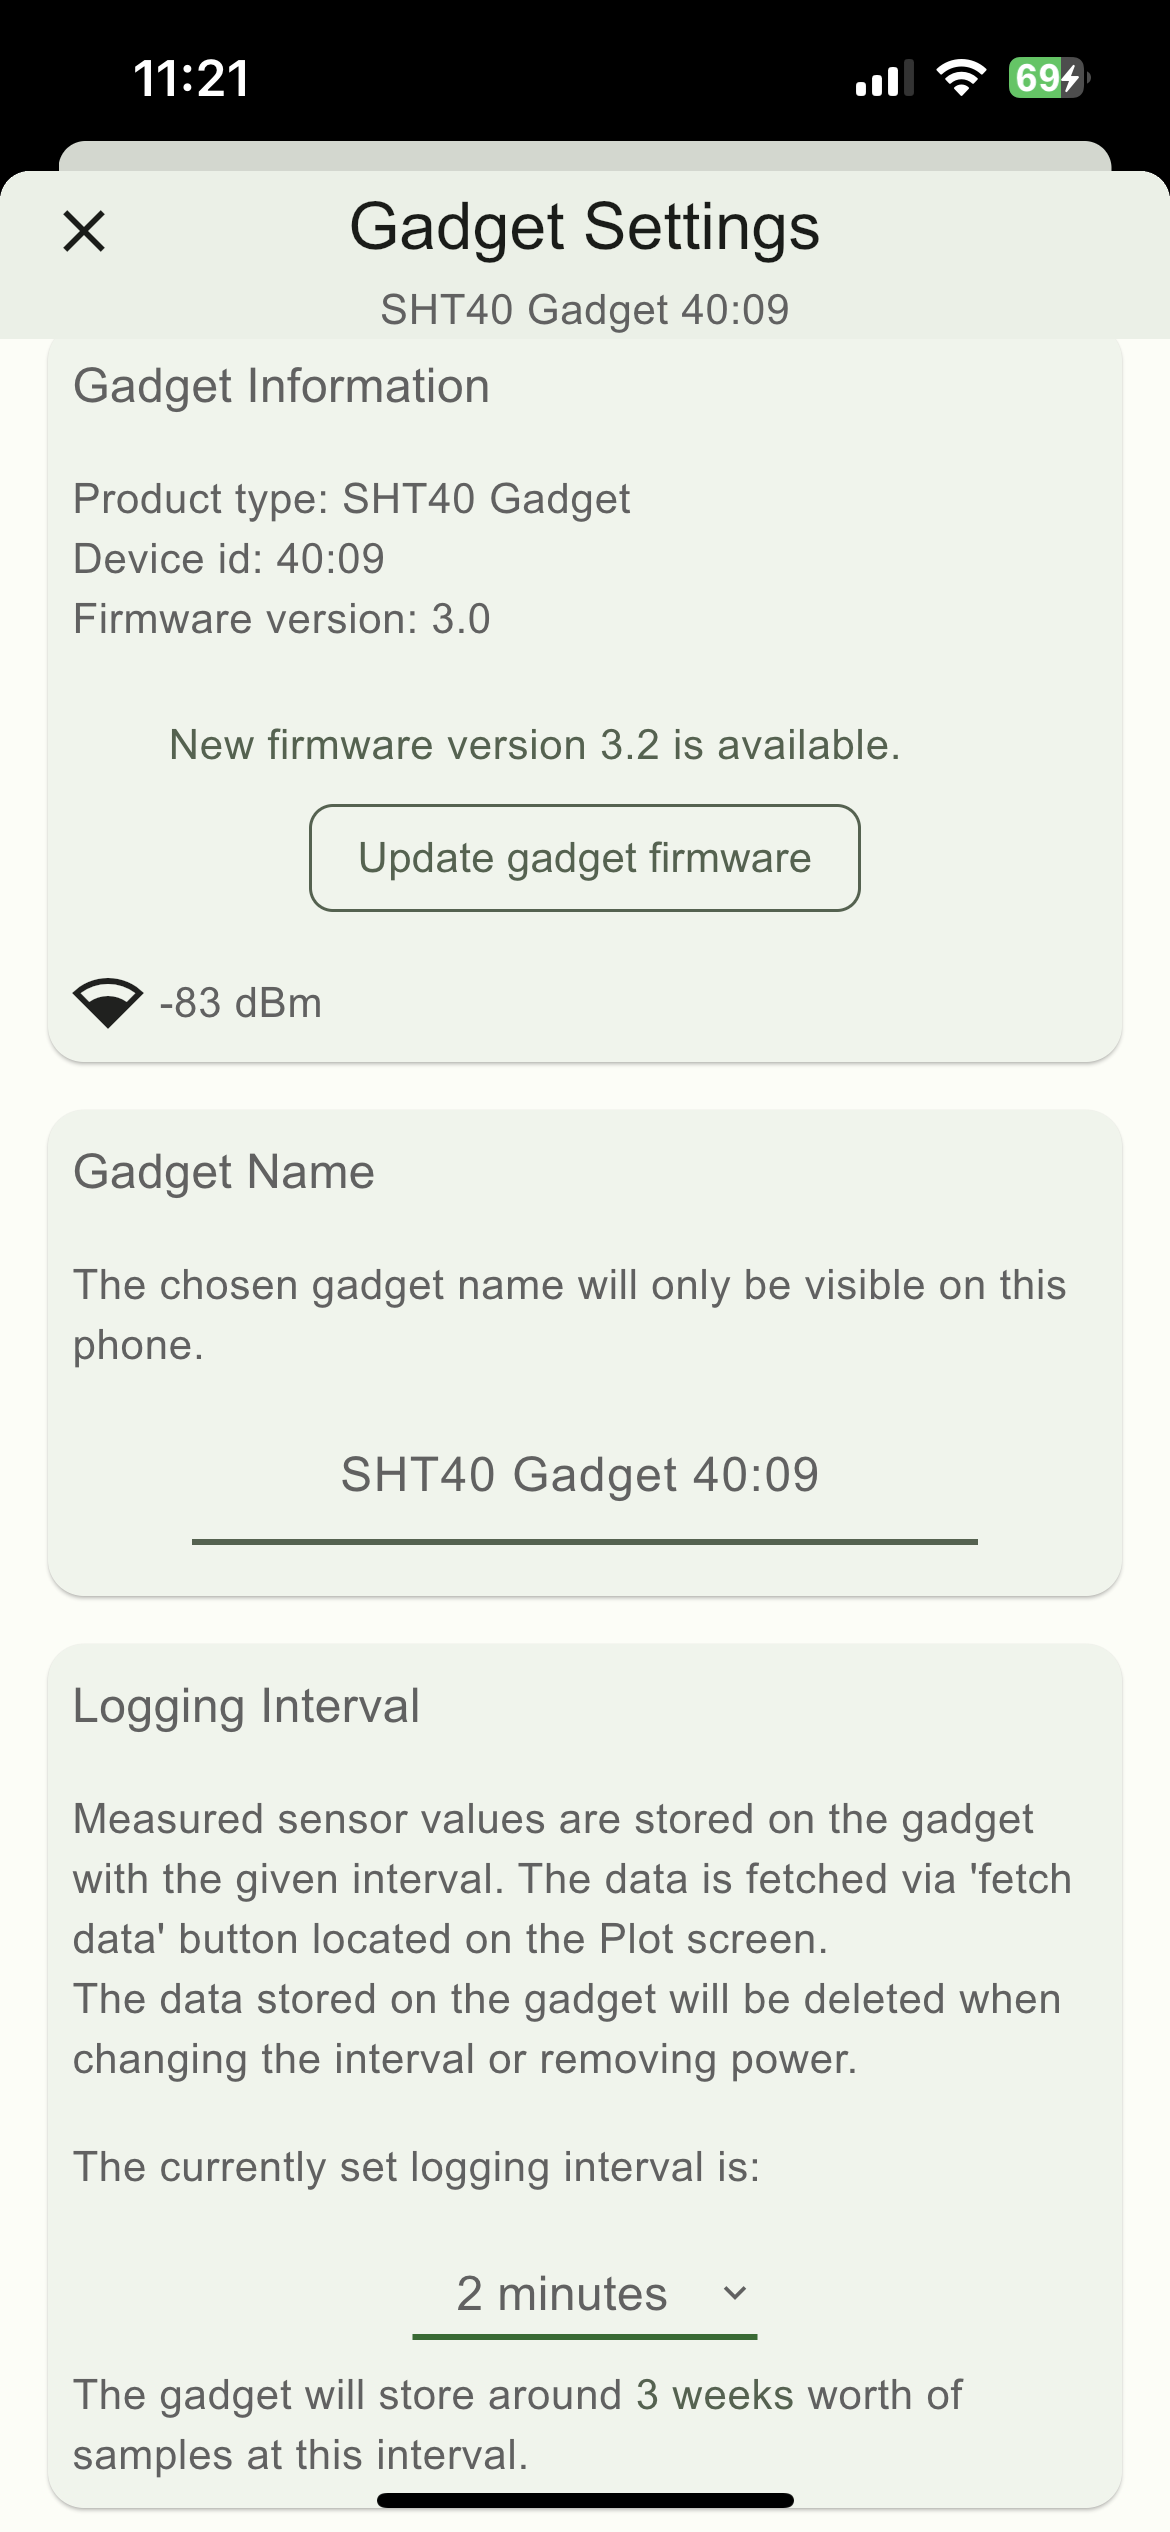 11:21
69
Gadget Settings
SHT40 Gadget 40:09
Gadget Information
Product type: SHT40 Gadget
Device id: 40:09
Firmware version: 3.0
New firmware version 3.2 is available.
Update gadget firmware
-83 dBm
Gadget Name
The chosen gadget name will only be visible on this
phone.
SHT40 Gadget 40:09
Logging Interval
Measured sensor values are stored on the gadget
with the given interval. The data is fetched via 'fetch
data' button located on the Plot screen.
The data stored on the gadget will be deleted when
changing the interval or removing power.
The currently set logging interval is:
2 minutes
The gadget will store around 3 weeks worth of
samples at this interval.